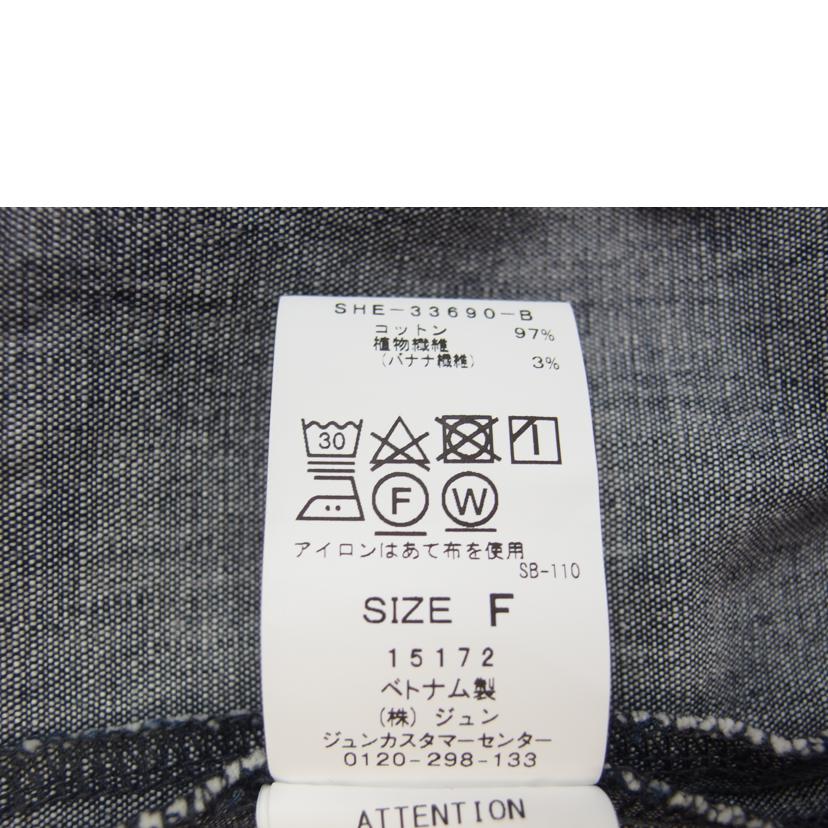 SHE-33690-B
コットン 97%
植物繊維
(バナナ繊維) 3%
30
F W
アイロンはあて布を使用
SB-110
SIZE F
15172
ベトナム製
(株) ジュン
ジュンカスタマーセンター
0120-298-133
ATTENTION